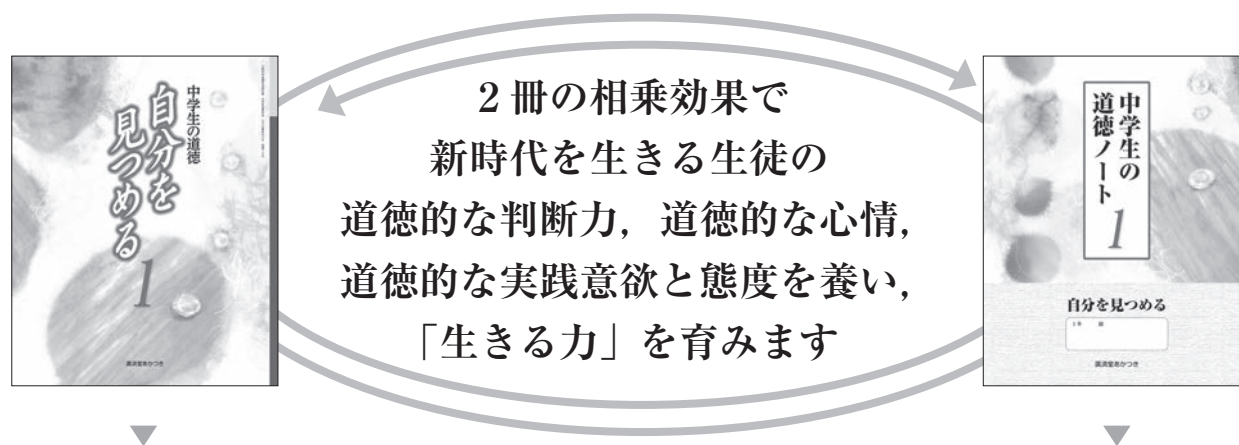 中学生の道徳
自分を
見つめる
1
廣済堂あかつき
2冊の相乗効果で
新時代を生きる生徒の
道徳的な判断力，道徳的な心情，
道徳的な実践意欲と態度を養い，
「生きる力」を育みます
中学生の
道徳ノート
1
自分を見つめる
廣済堂あかつき